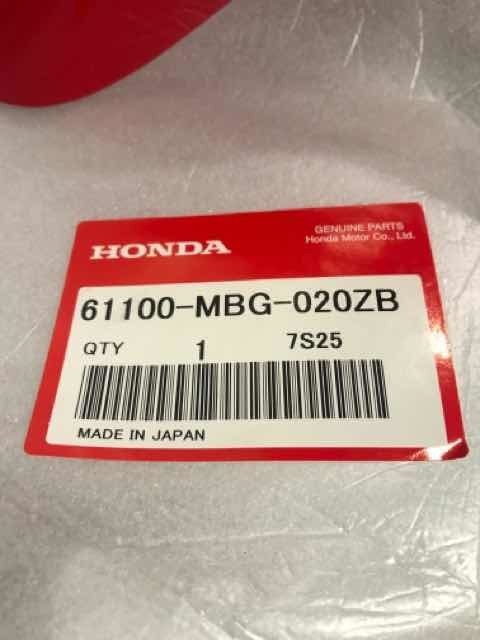 GENUINE PARTS
HONDA
Honda Motor Co., Ltd.
61100-MBG-020ZB
QTY 1 7S25
MADE IN JAPAN